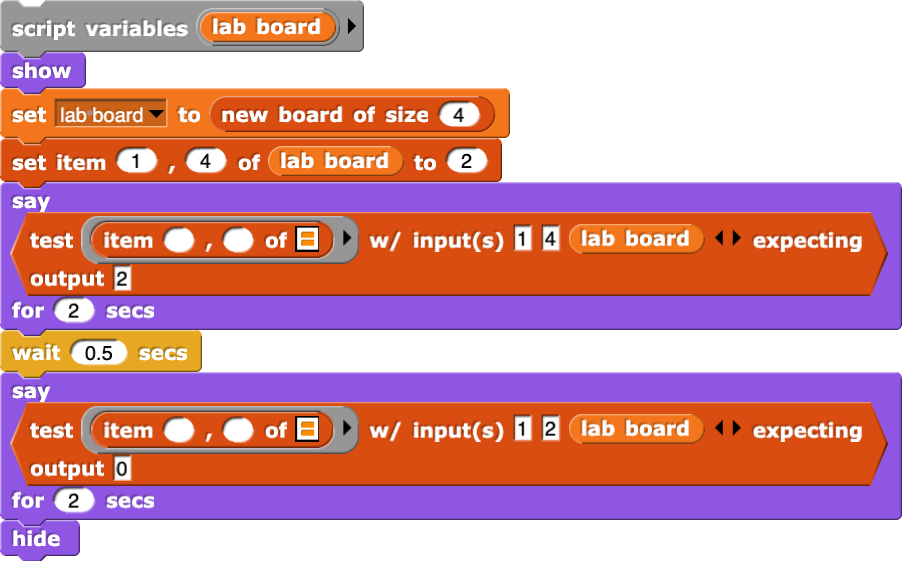 script variables lab board
show
set lab board to new board of size 4
set item 1 , 4 of lab board to 2
say
test item , of w/ input(s) 1 4 lab board expecting
output 2
for 2 secs
wait 0.5 secs
say
test item , of w/ input(s) 1 2 lab board expecting
output 0
for 2 secs
hide